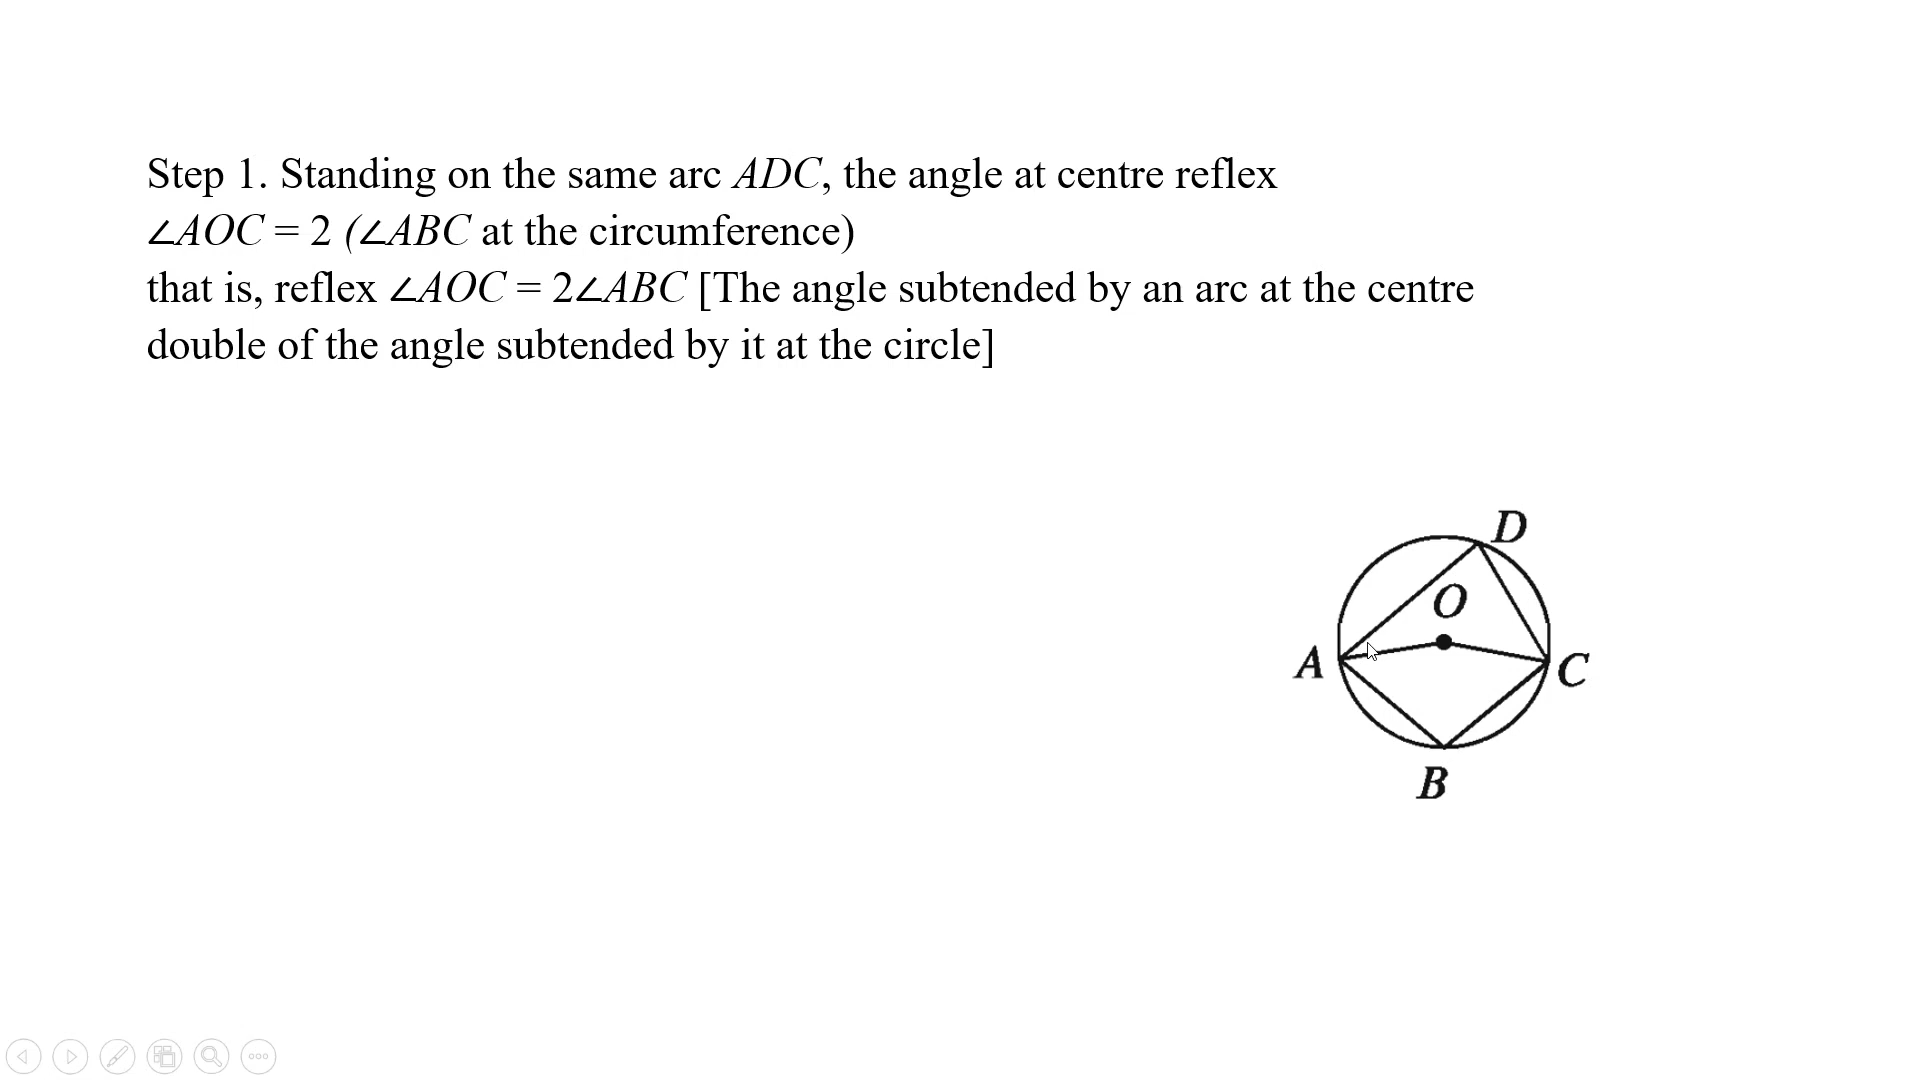 Step 1. Standing on the same arc ADC, the angle at centre reflex
∠AOC = 2 (∠ABC at the circumference)
that is, reflex ∠AOC = 2∠ABC [The angle subtended by an arc at the centre
double of the angle subtended by it at the circle]
D
O
A
C
B